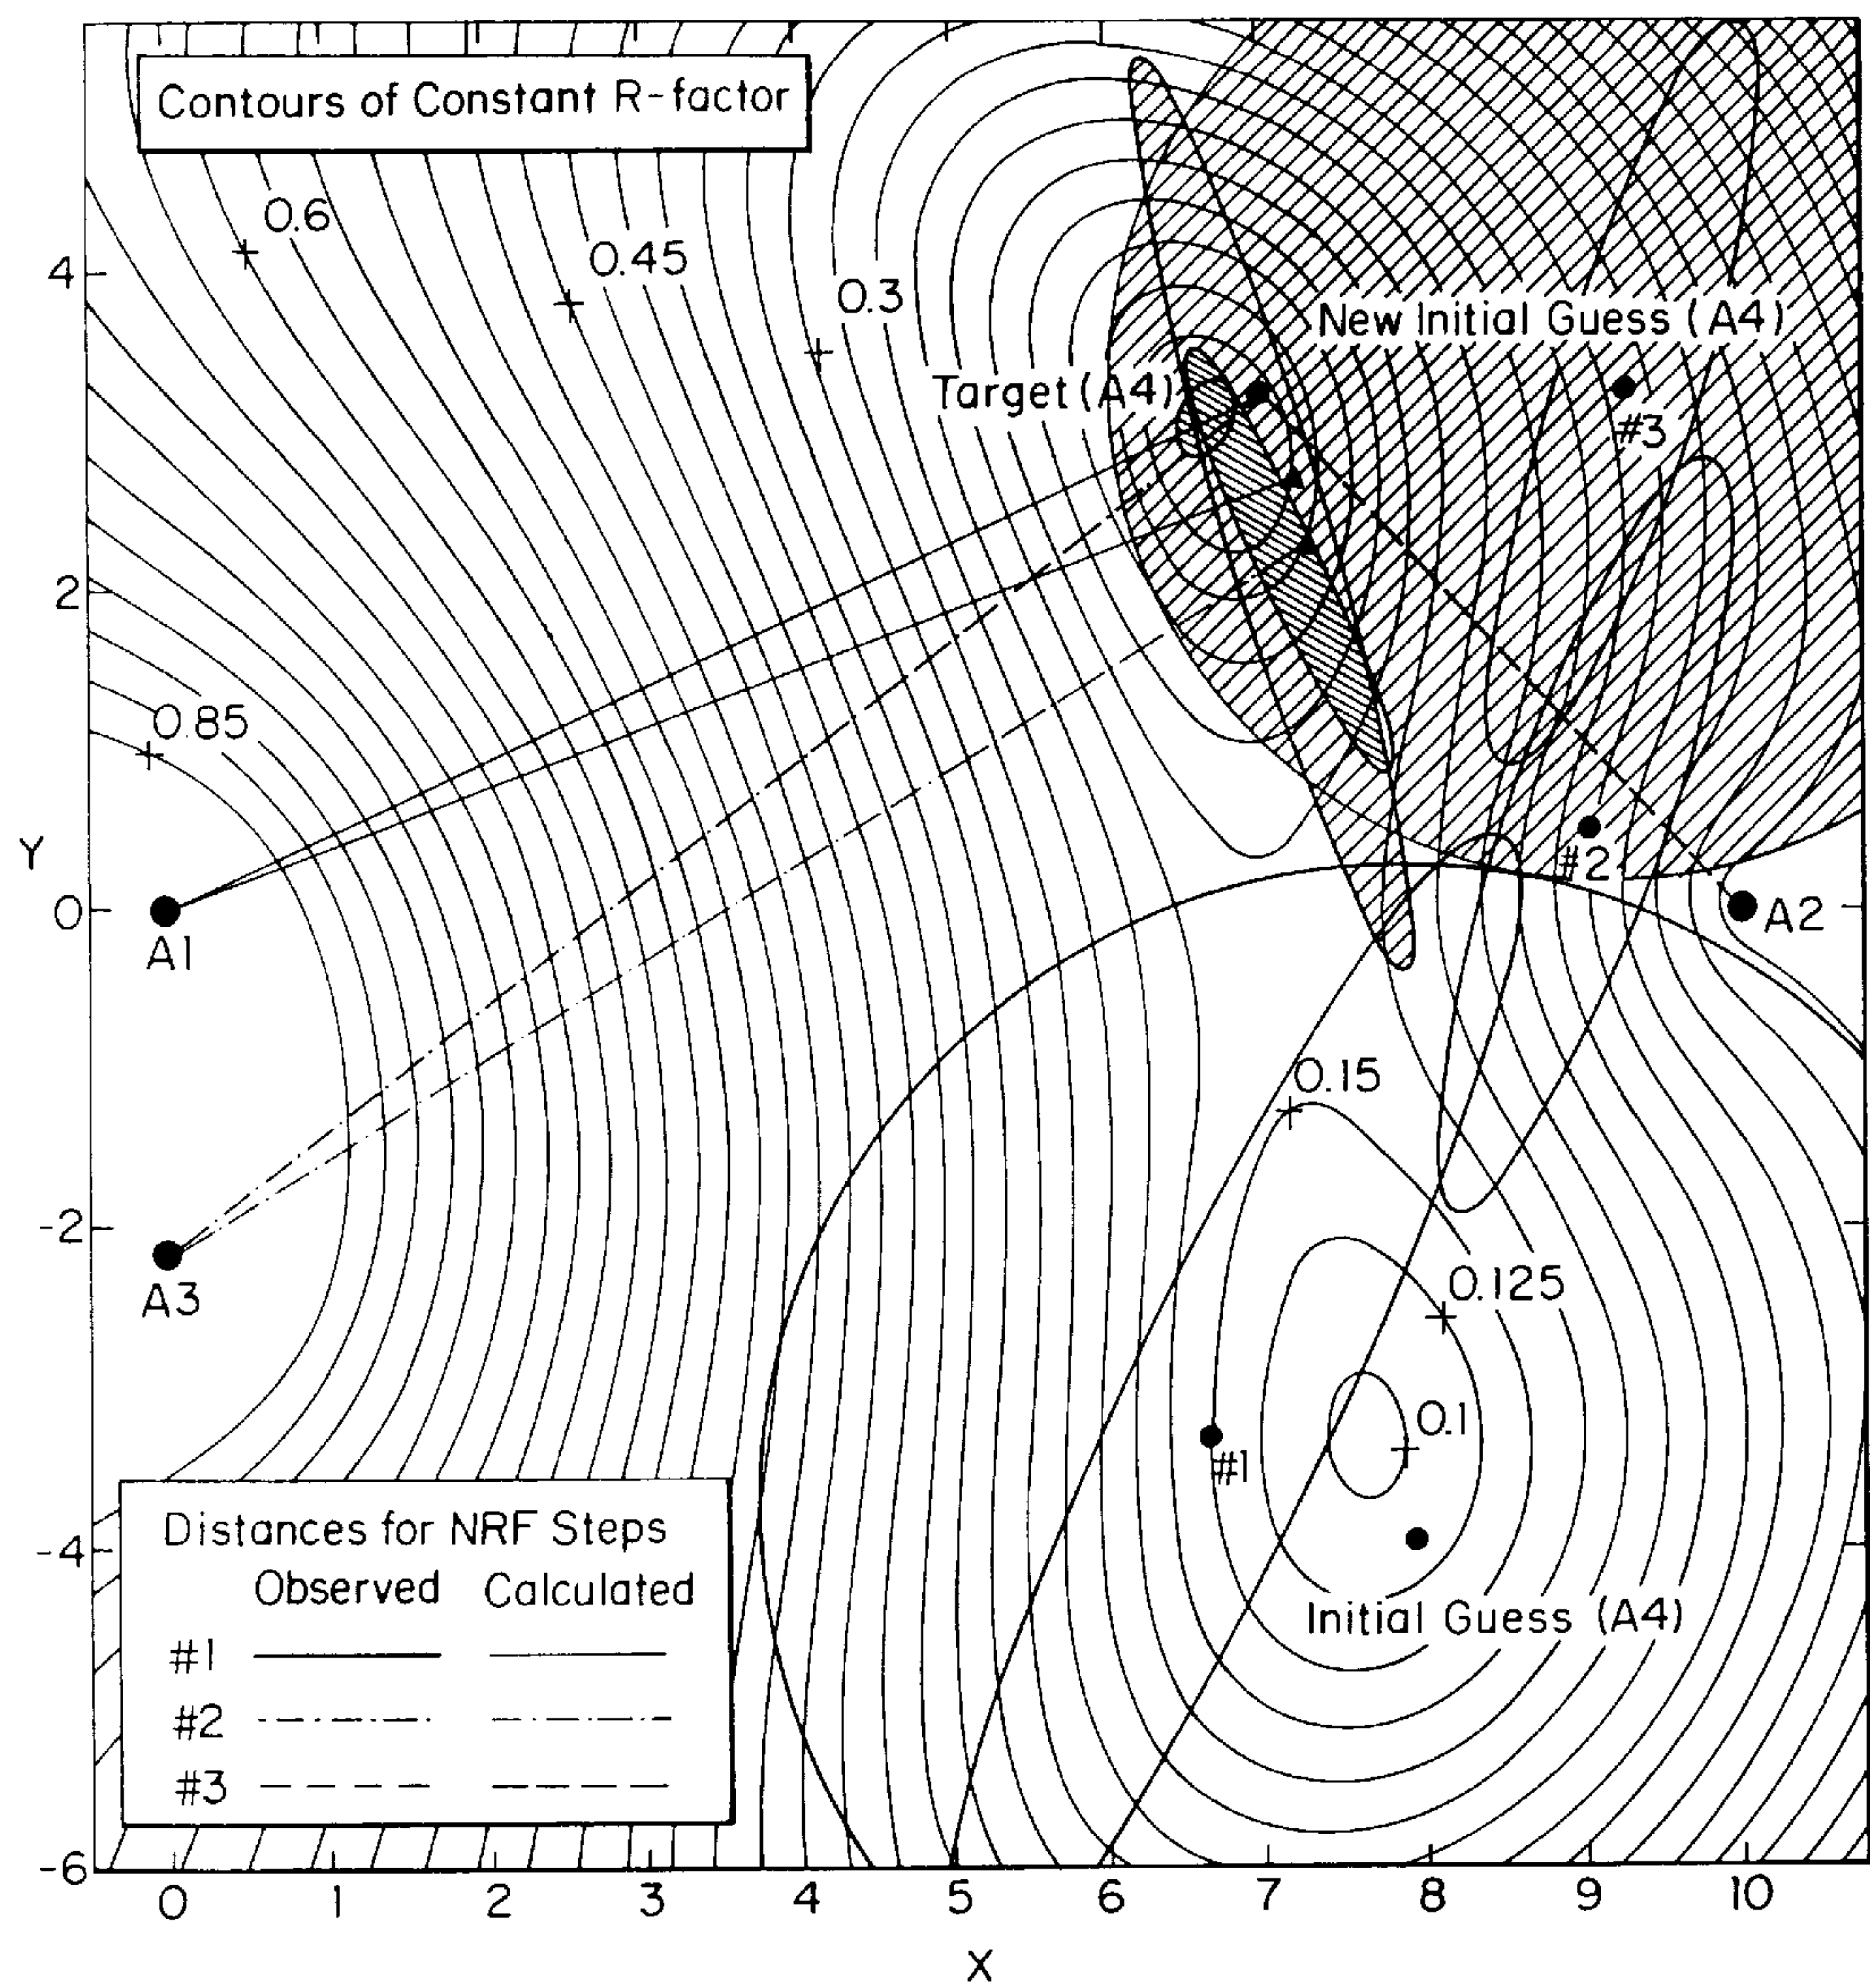 Contours of Constant R-factor
0.6
0.45
0.3
4
New Initial Guess (A4)
Target (A4)
#3
2
0.85
Y
#2
0
A1
A2
0.15
-2
A3
0.125
0.1
#1
Distances for NRF Steps
Observed Calculated
-4
Initial Guess (A4)
#1
#2
#3
-6
0 1 2 3 4 5 6 7 8 9 10
X